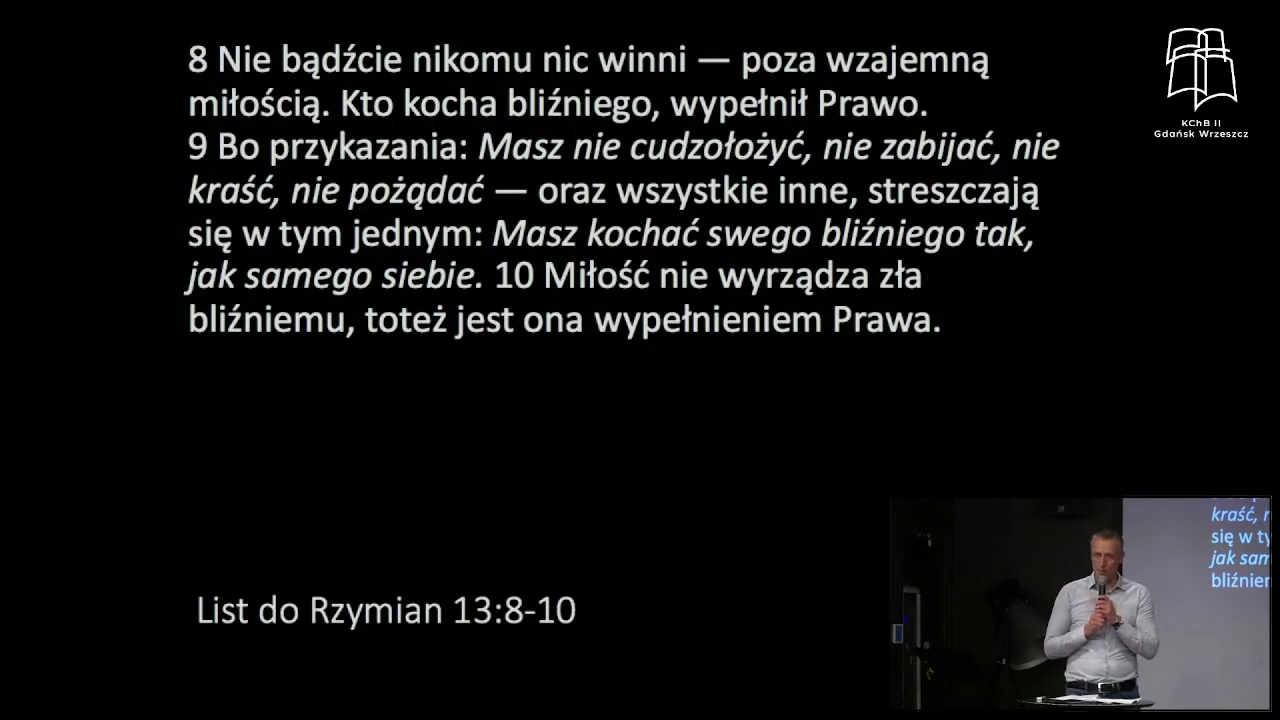 8 Nie bądźcie nikomu nic winni — poza wzajemną
miłością. Kto kocha bliźniego, wypełnił Prawo.
9 Bo przykazania: Masz nie cudzołożyć, nie zabijać, nie
kraść, nie pożądać — oraz wszystkie inne, streszczają
się w tym jednym: Masz kochać swego bliźniego tak,
jak samego siebie. 10 Miłość nie wyrządza zła
bliźniemu, toteż jest ona wypełnieniem Prawa.
List do Rzymian 13:8-10
KChB II
Gdańsk Wrzeszcz
kraść,
się w